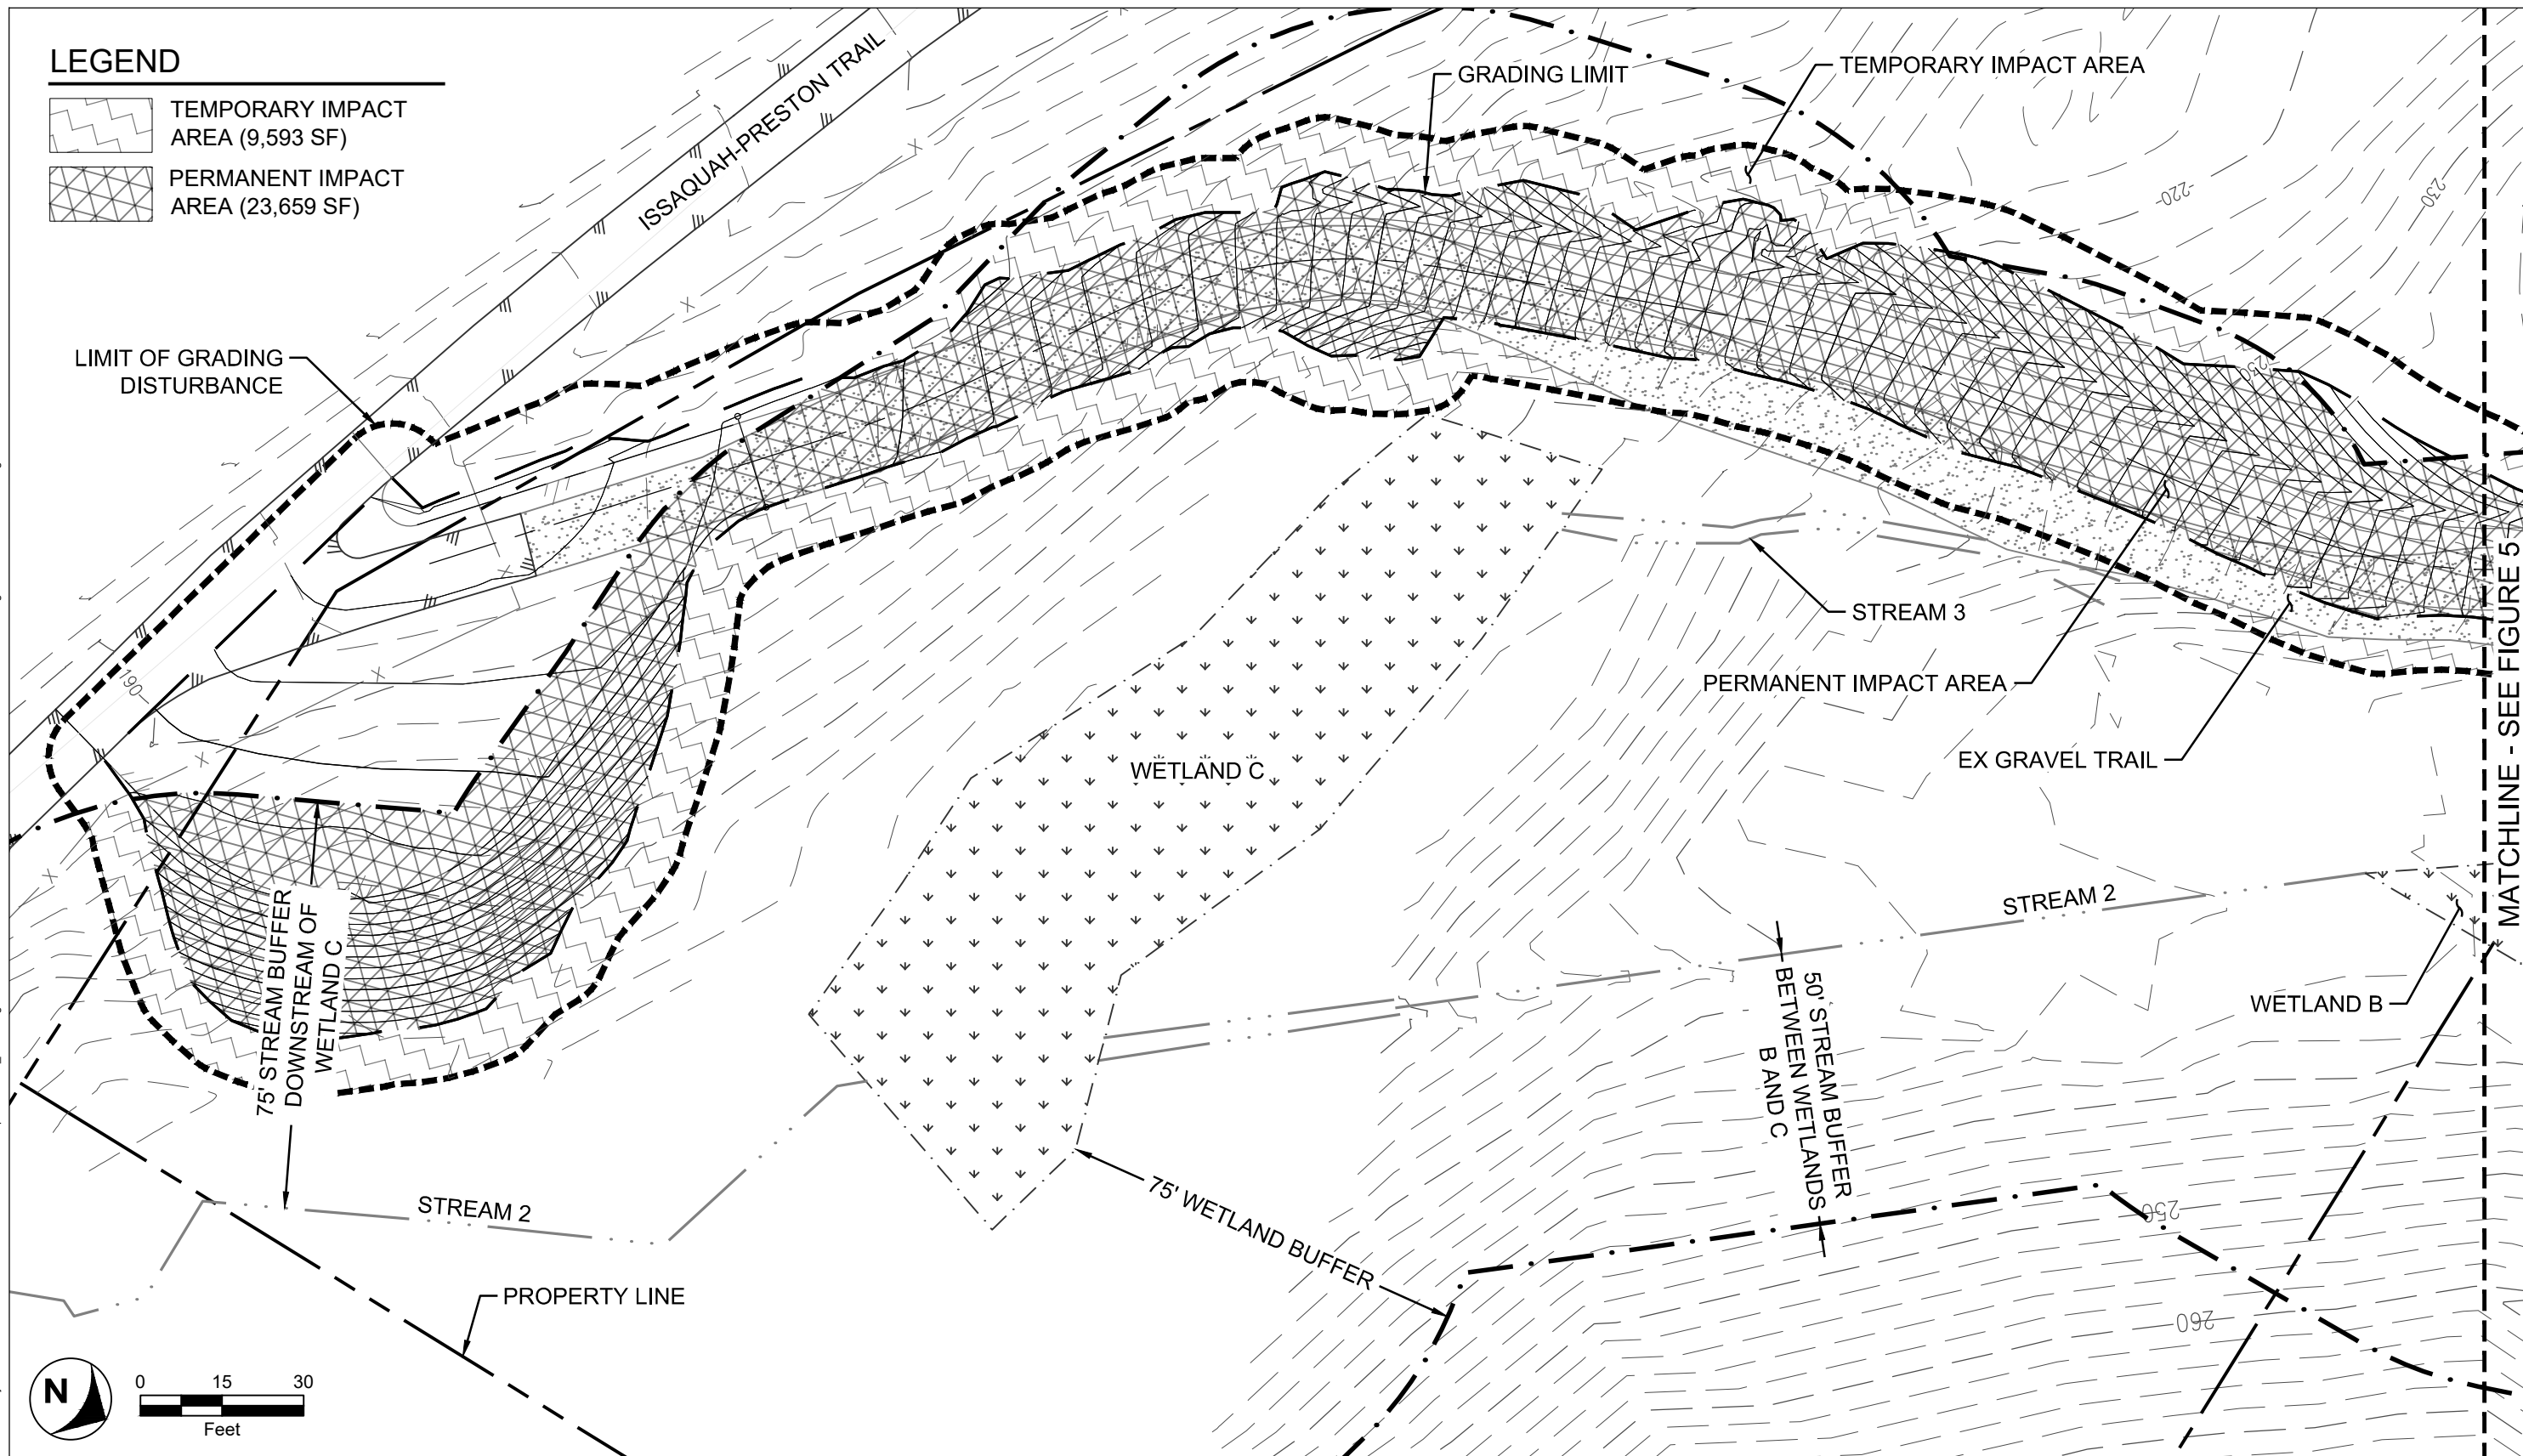 LEGEND
TEMPORARY IMPACT
AREA (9,593 SF)
PERMANENT IMPACT
AREA (23,659 SF)
ISSAQUAH-PRESTON TRAIL
GRADING LIMIT
TEMPORARY IMPACT AREA
220
230
LIMIT OF GRADING
DISTURBANCE
250
190
STREAM 3
PERMANENT IMPACT AREA
EX GRAVEL TRAIL
MATCHLINE - SEE FIGURE 5
WETLAND C
STREAM 2
75' STREAM BUFFER
DOWNSTREAM OF
WETLAND C
50' STREAM BUFFER
BETWEEN WETLANDS
B AND C
WETLAND B
75' WETLAND BUFFER
STREAM 2
250
260
PROPERTY LINE
N
0 15 30
Feet